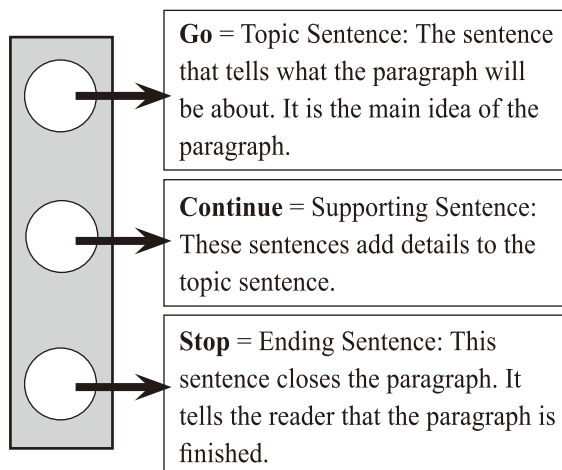 Go = Topic Sentence: The sentence
that tells what the paragraph will
be about. It is the main idea of the
paragraph.
Continue = Supporting Sentence:
These sentences add details to the
topic sentence.
Stop = Ending Sentence: This
sentence closes the paragraph. It
tells the reader that the paragraph is
finished.